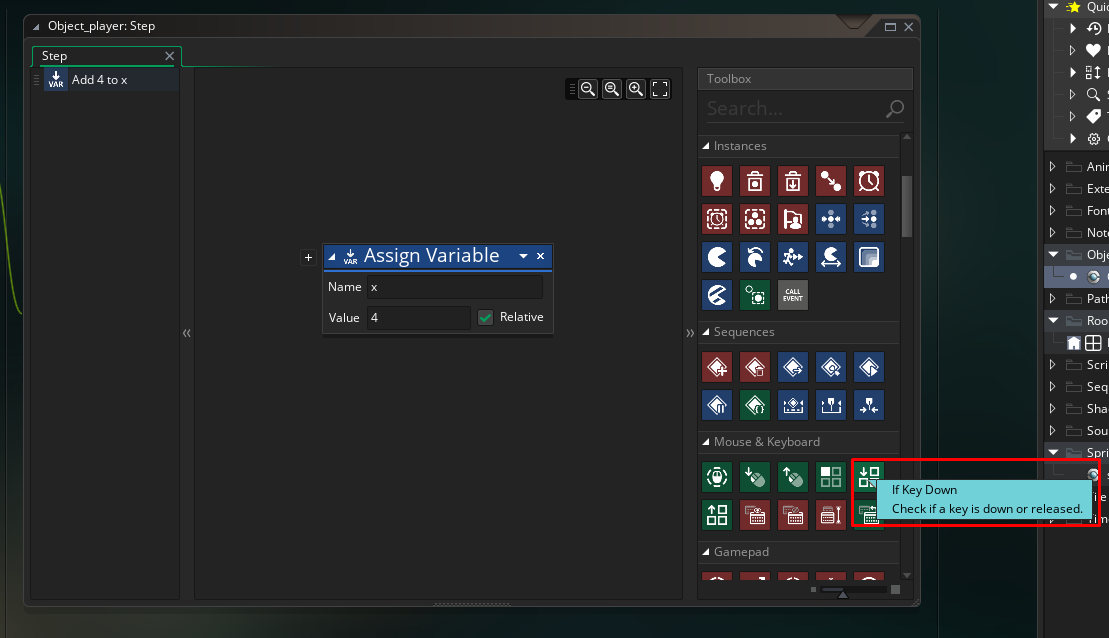 Object_player: Step
Step
VAR Add 4 to x
VAR Assign Variable
Name x
Value 4 Relative
Toolbox
Search...
Instances
CALL EVENT
Sequences
Mouse & Keyboard
If Key Down
Check if a key is down or released.
Gamepad
Quic
Anir
Exte
Font
Note
Obje
Path
Roo
Scri
Seq
Sha
Sou
Spri